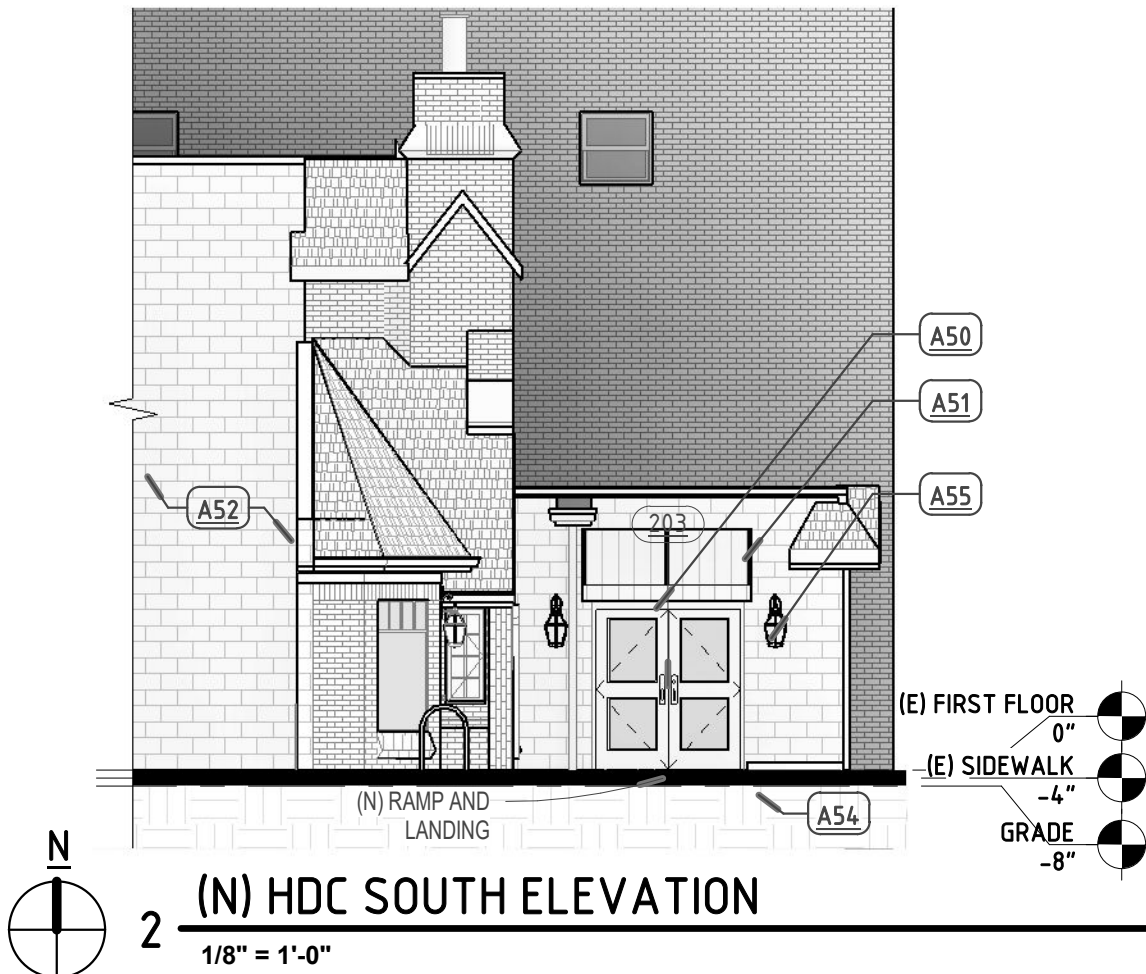 A50
A51
A55
A52
203
(E) FIRST FLOOR
0"
(E) SIDEWALK
-4"
GRADE
-8"
(N) RAMP AND
LANDING
A54
N
2
(N) HDC SOUTH ELEVATION
1/8" = 1'-0"